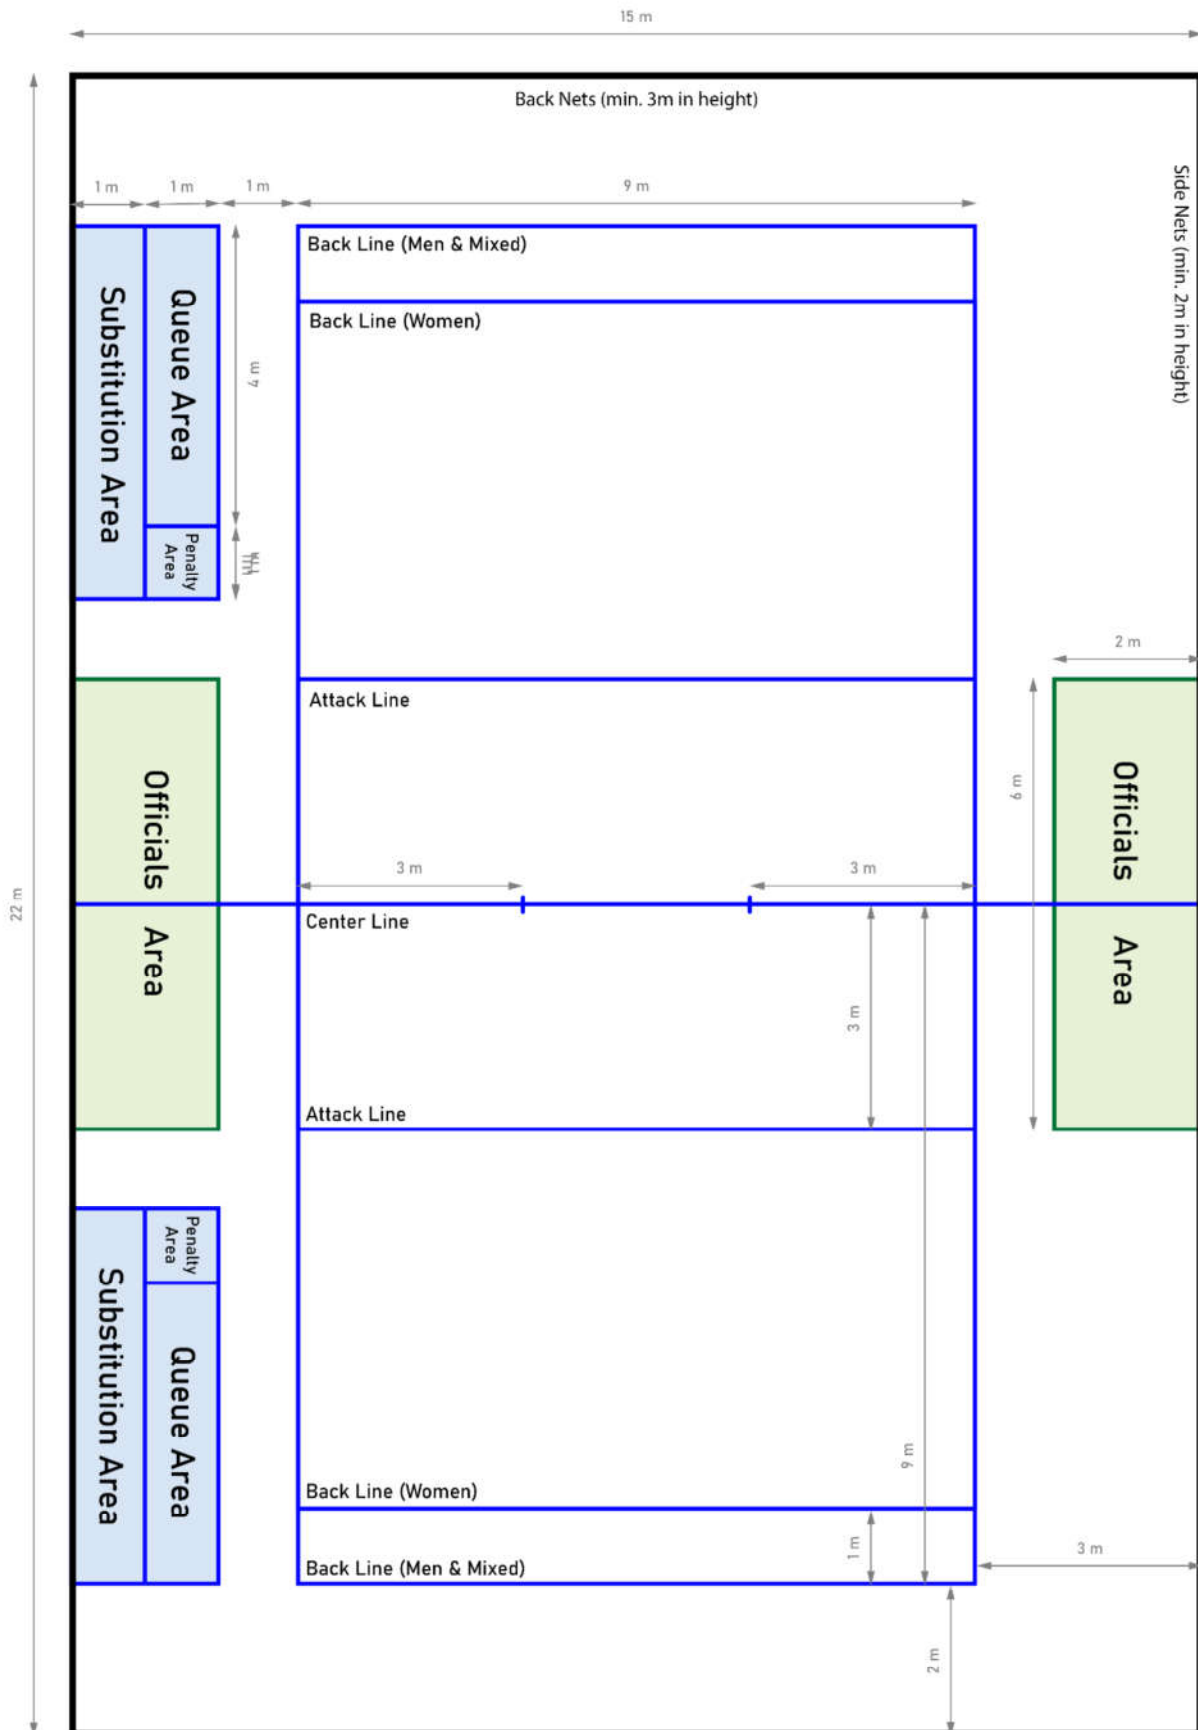 15 m
Back Nets (min. 3m in height)
Side Nets (min. 2m in height)
1 m
1 m
1 m
9 m
Back Line (Men & Mixed)
Back Line (Women)
Substitution Area
Queue Area
4 m
Penalty
Area
2 m
Attack Line
Officials Area
6 m
Officials Area
3 m
3 m
22 m
Center Line
3 m
Attack Line
Penalty
Area
Substitution Area
Queue Area
9 m
Back Line (Women)
1 m
3 m
Back Line (Men & Mixed)
2 m